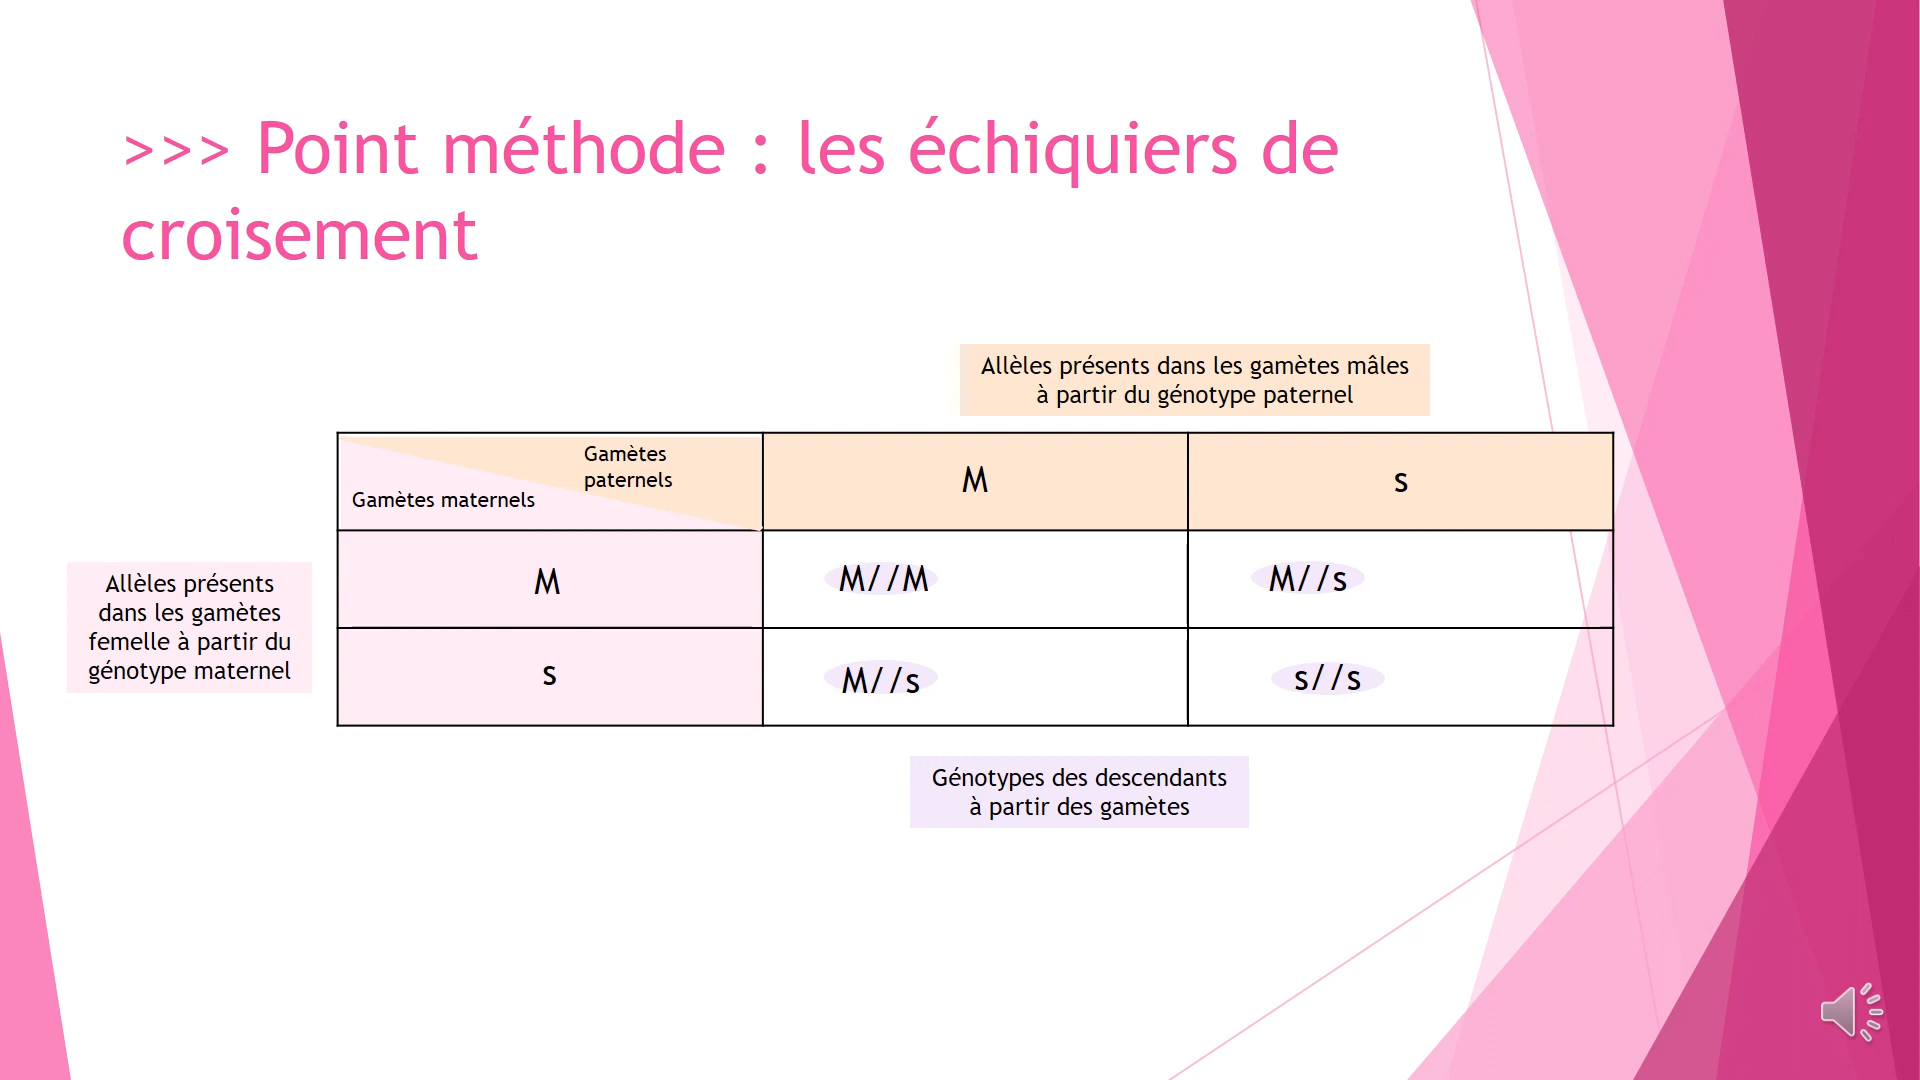 >>> Point méthode : les échiquiers de
croisement
Allèles présents dans les gamètes mâles
à partir du génotype paternel
Gamètes
paternels
Gamètes maternels
M
s
Allèles présents
dans les gamètes
femelle à partir du
génotype maternel
M
M//M
M//s
s
M//s
s//s
Génotypes des descendants
à partir des gamètes